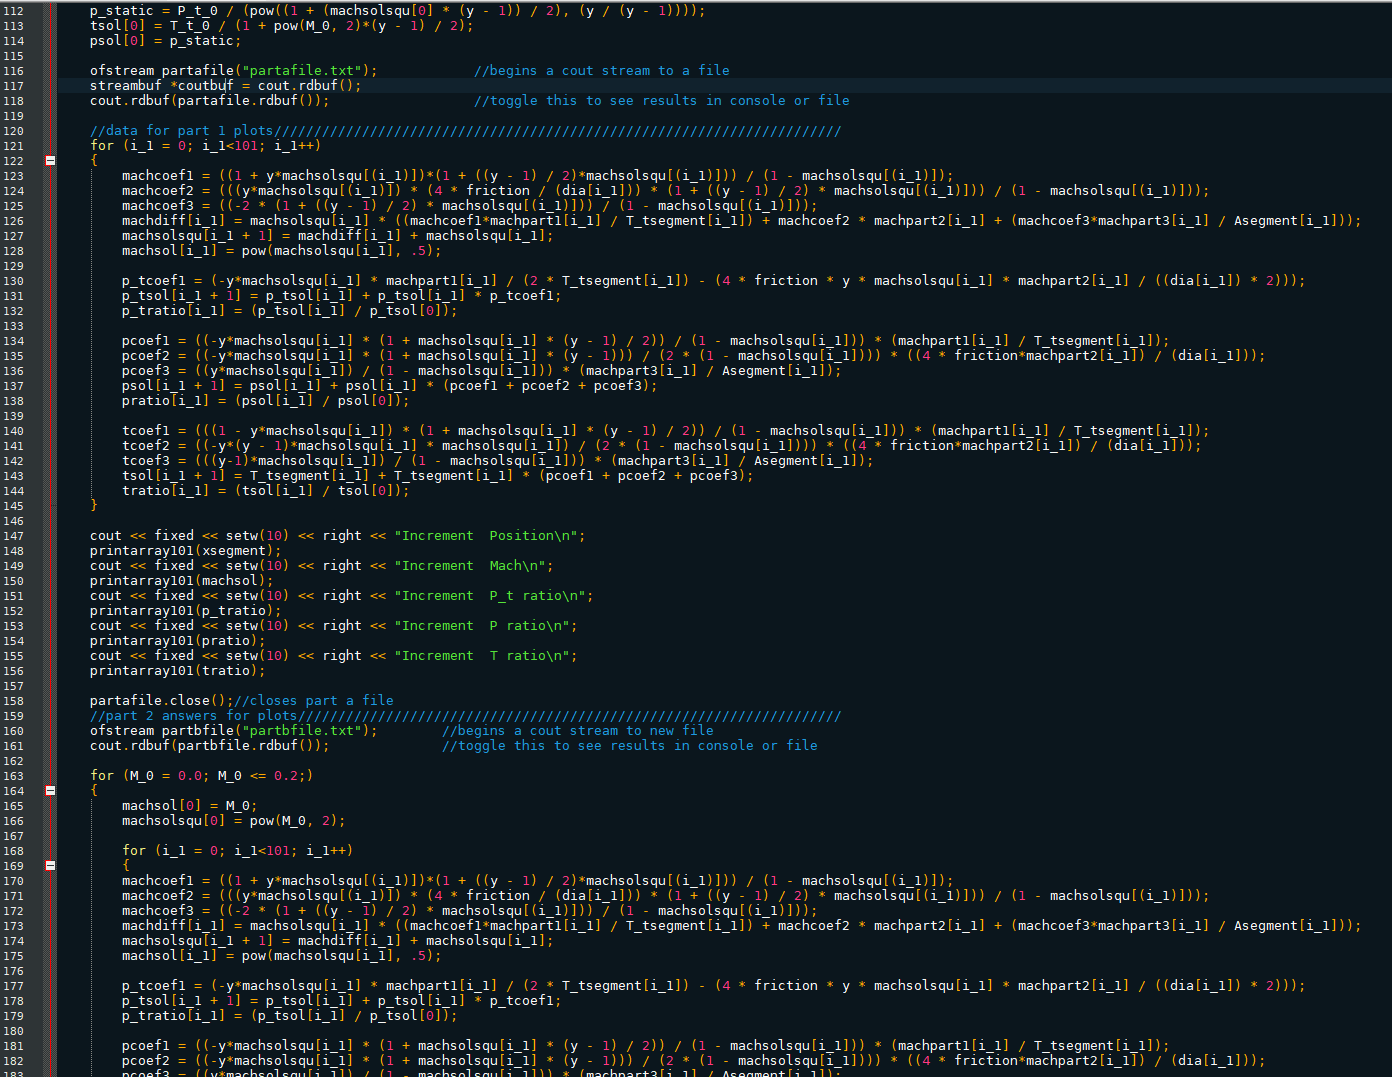 112 p_static = P_t_0 / (pow((1 + (machsolsqu[0] * (y - 1)) / 2), (y / (y - 1))));
113 tsol[0] = T_t_0 / (1 + pow(M_0, 2)*(y - 1) / 2);
114 psol[0] = p_static;
115
116 ofstream partafile("partafile.txt"); //begins a cout stream to a file
117 streambuf *coutbuf = cout.rdbuf();
118 cout.rdbuf(partafile.rdbuf()); //toggle this to see results in console or file
119
120 //data for part 1 plots///////////////////////////////////////////////////////////////////////
121 for (i_1 = 0; i_1<101; i_1++)
122 {
123 machcoef1 = ((1 + y*machsolsqu[(i_1)])*(1 + ((y - 1) / 2)*machsolsqu[(i_1)])) / (1 - machsolsqu[(i_1)]);
124 machcoef2 = (((y*machsolsqu[(i_1)]) * (4 * friction / (dia[i_1])) * (1 + ((y - 1) / 2) * machsolsqu[(i_1)])) / (1 - machsolsqu[(i_1)]));
125 machcoef3 = ((-2 * (1 + ((y - 1) / 2) * machsolsqu[(i_1)])) / (1 - machsolsqu[(i_1)]));
126 machdiff[i_1] = machsolsqu[i_1] * ((machcoef1*machpart1[i_1] / T_tsegment[i_1]) + machcoef2 * machpart2[i_1] + (machcoef3*machpart3[i_1] / Asegment[i_1]));
127 machsolsqu[i_1 + 1] = machdiff[i_1] + machsolsqu[i_1];
128 machsol[i_1] = pow(machsolsqu[i_1], .5);
129
130 p_tcoef1 = (-y*machsolsqu[i_1] * machpart1[i_1] / (2 * T_tsegment[i_1]) - (4 * friction * y * machsolsqu[i_1] * machpart2[i_1] / ((dia[i_1]) * 2)));
131 p_tsol[i_1 + 1] = p_tsol[i_1] + p_tsol[i_1] * p_tcoef1;
132 p_tratio[i_1] = (p_tsol[i_1] / p_tsol[0]);
133
134 pcoef1 = ((-y*machsolsqu[i_1] * (1 + machsolsqu[i_1] * (y - 1) / 2)) / (1 - machsolsqu[i_1])) * (machpart1[i_1] / T_tsegment[i_1]);
135 pcoef2 = ((-y*machsolsqu[i_1] * (1 + machsolsqu[i_1] * (y - 1))) / (2 * (1 - machsolsqu[i_1]))) * ((4 * friction*machpart2[i_1]) / (dia[i_1]));
136 pcoef3 = ((y*machsolsqu[i_1]) / (1 - machsolsqu[i_1])) * (machpart3[i_1] / Asegment[i_1]);
137 psol[i_1 + 1] = psol[i_1] + psol[i_1] * (pcoef1 + pcoef2 + pcoef3);
138 pratio[i_1] = (psol[i_1] / psol[0]);
139
140 tcoef1 = (((1 - y*machsolsqu[i_1]) * (1 + machsolsqu[i_1] * (y - 1) / 2)) / (1 - machsolsqu[i_1])) * (machpart1[i_1] / T_tsegment[i_1]);
141 tcoef2 = ((-y*(y - 1)*machsolsqu[i_1] * machsolsqu[i_1]) / (2 * (1 - machsolsqu[i_1]))) * ((4 * friction*machpart2[i_1]) / (dia[i_1]));
142 tcoef3 = (((y-1)*machsolsqu[i_1]) / (1 - machsolsqu[i_1])) * (machpart3[i_1] / Asegment[i_1]);
143 tsol[i_1 + 1] = T_tsegment[i_1] + T_tsegment[i_1] * (pcoef1 + pcoef2 + pcoef3);
144 tratio[i_1] = (tsol[i_1] / tsol[0]);
145 }
146
147 cout << fixed << setw(10) << right << "Increment  Position\n";
148 printarray101(xsegment);
149 cout << fixed << setw(10) << right << "Increment  Mach\n";
150 printarray101(machsol);
151 cout << fixed << setw(10) << right << "Increment  P_t ratio\n";
152 printarray101(p_tratio);
153 cout << fixed << setw(10) << right << "Increment  P ratio\n";
154 printarray101(pratio);
155 cout << fixed << setw(10) << right << "Increment  T ratio\n";
156 printarray101(tratio);
157
158 partafile.close();//closes part a file
159 //part 2 answers for plots////////////////////////////////////////////////////////////////////
160 ofstream partbfile("partbfile.txt"); //begins a cout stream to new file
161 cout.rdbuf(partbfile.rdbuf()); //toggle this to see results in console or file
162
163 for (M_0 = 0.0; M_0 <= 0.2;)
164 {
165 machsol[0] = M_0;
166 machsolsqu[0] = pow(M_0, 2);
167
168 for (i_1 = 0; i_1<101; i_1++)
169 {
170 machcoef1 = ((1 + y*machsolsqu[(i_1)])*(1 + ((y - 1) / 2)*machsolsqu[(i_1)])) / (1 - machsolsqu[(i_1)]);
171 machcoef2 = (((y*machsolsqu[(i_1)]) * (4 * friction / (dia[i_1])) * (1 + ((y - 1) / 2) * machsolsqu[(i_1)])) / (1 - machsolsqu[(i_1)]));
172 machcoef3 = ((-2 * (1 + ((y - 1) / 2) * machsolsqu[(i_1)])) / (1 - machsolsqu[(i_1)]));
173 machdiff[i_1] = machsolsqu[i_1] * ((machcoef1*machpart1[i_1] / T_tsegment[i_1]) + machcoef2 * machpart2[i_1] + (machcoef3*machpart3[i_1] / Asegment[i_1]));
174 machsolsqu[i_1 + 1] = machdiff[i_1] + machsolsqu[i_1];
175 machsol[i_1] = pow(machsolsqu[i_1], .5);
176
177 p_tcoef1 = (-y*machsolsqu[i_1] * machpart1[i_1] / (2 * T_tsegment[i_1]) - (4 * friction * y * machsolsqu[i_1] * machpart2[i_1] / ((dia[i_1]) * 2)));
178 p_tsol[i_1 + 1] = p_tsol[i_1] + p_tsol[i_1] * p_tcoef1;
179 p_tratio[i_1] = (p_tsol[i_1] / p_tsol[0]);
180
181 pcoef1 = ((-y*machsolsqu[i_1] * (1 + machsolsqu[i_1] * (y - 1) / 2)) / (1 - machsolsqu[i_1])) * (machpart1[i_1] / T_tsegment[i_1]);
182 pcoef2 = ((-y*machsolsqu[i_1] * (1 + machsolsqu[i_1] * (y - 1))) / (2 * (1 - machsolsqu[i_1]))) * ((4 * friction*machpart2[i_1]) / (dia[i_1]));
183 pcoef3 = ((y*machsolsqu[i_1]) / (1 - machsolsqu[i_1])) * (machpart3[i_1] / Asegment[i_1]);